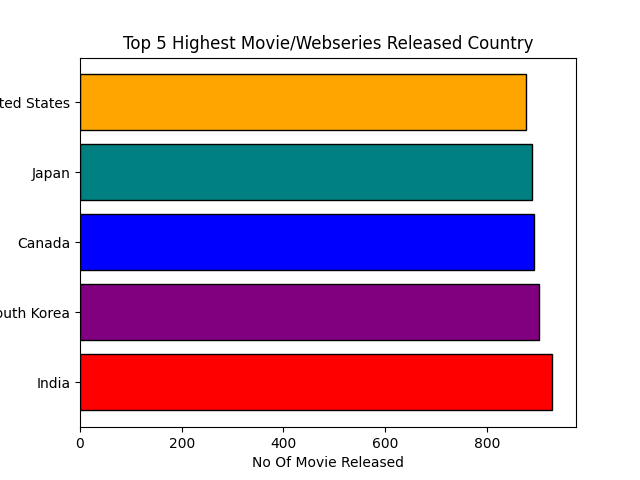 Top 5 Highest Movie/Webseries Released Country
ted States
Japan
Canada
outh Korea
India
0 200 400 600 800
No Of Movie Released